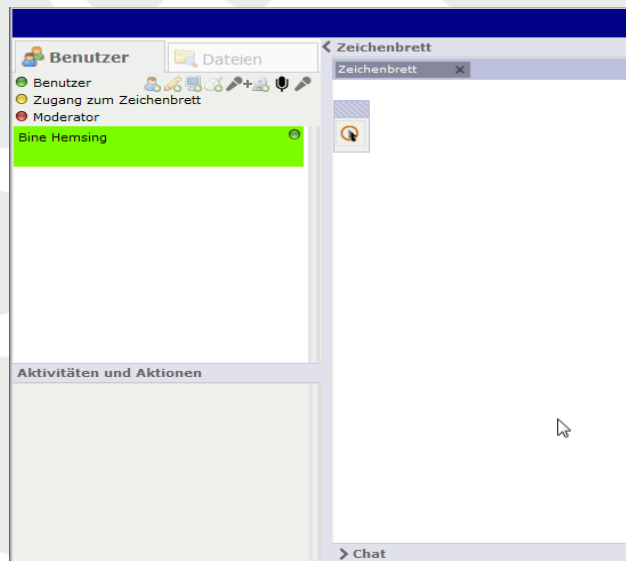 Benutzer
Dateien
Benutzer
Zugang zum Zeichenbrett
Moderator
Bine Hemsing
Aktivitäten und Aktionen
Zeichenbrett
Zeichenbrett
Chat